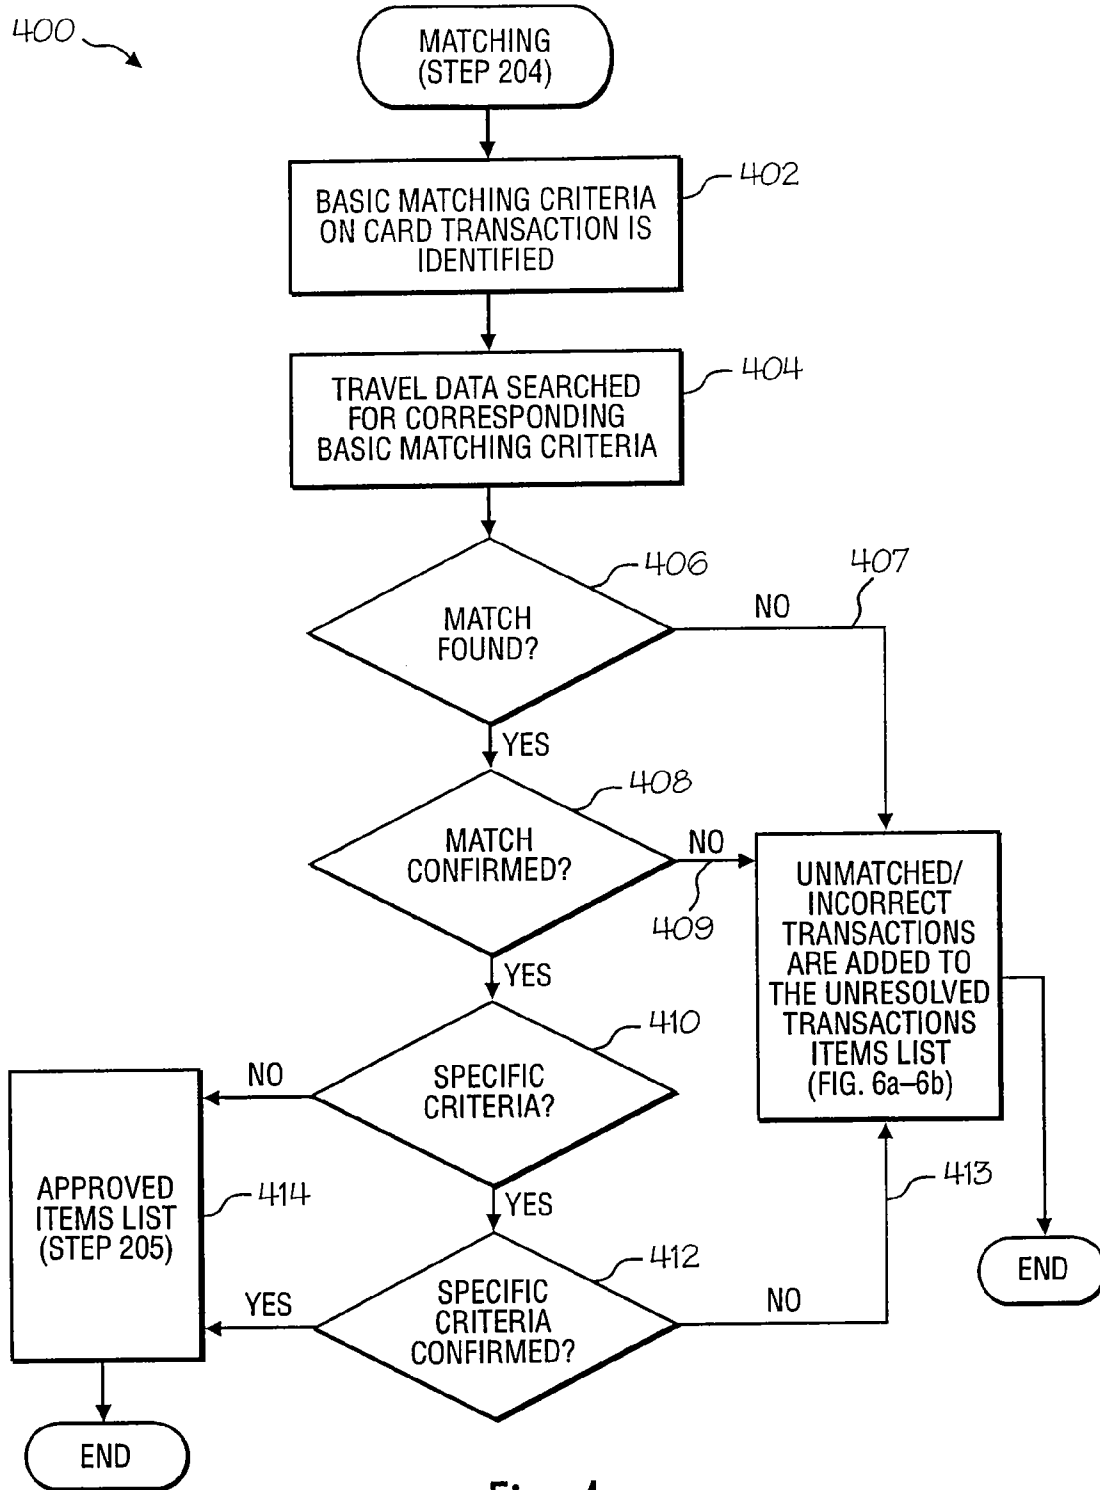 400
MATCHING
(STEP 204)
402
BASIC MATCHING CRITERIA
ON CARD TRANSACTION IS
IDENTIFIED
404
TRAVEL DATA SEARCHED
FOR CORRESPONDING
BASIC MATCHING CRITERIA
406
407
NO
MATCH
FOUND?
YES
408
MATCH
CONFIRMED?
NO
409
UNMATCHED/
INCORRECT
TRANSACTIONS
ARE ADDED TO
THE UNRESOLVED
TRANSACTIONS
ITEMS LIST
(FIG. 6a–6b)
YES
410
NO
SPECIFIC
CRITERIA?
413
APPROVED
ITEMS LIST
(STEP 205)
414
YES
412
END
YES
SPECIFIC
CRITERIA
CONFIRMED?
NO
END